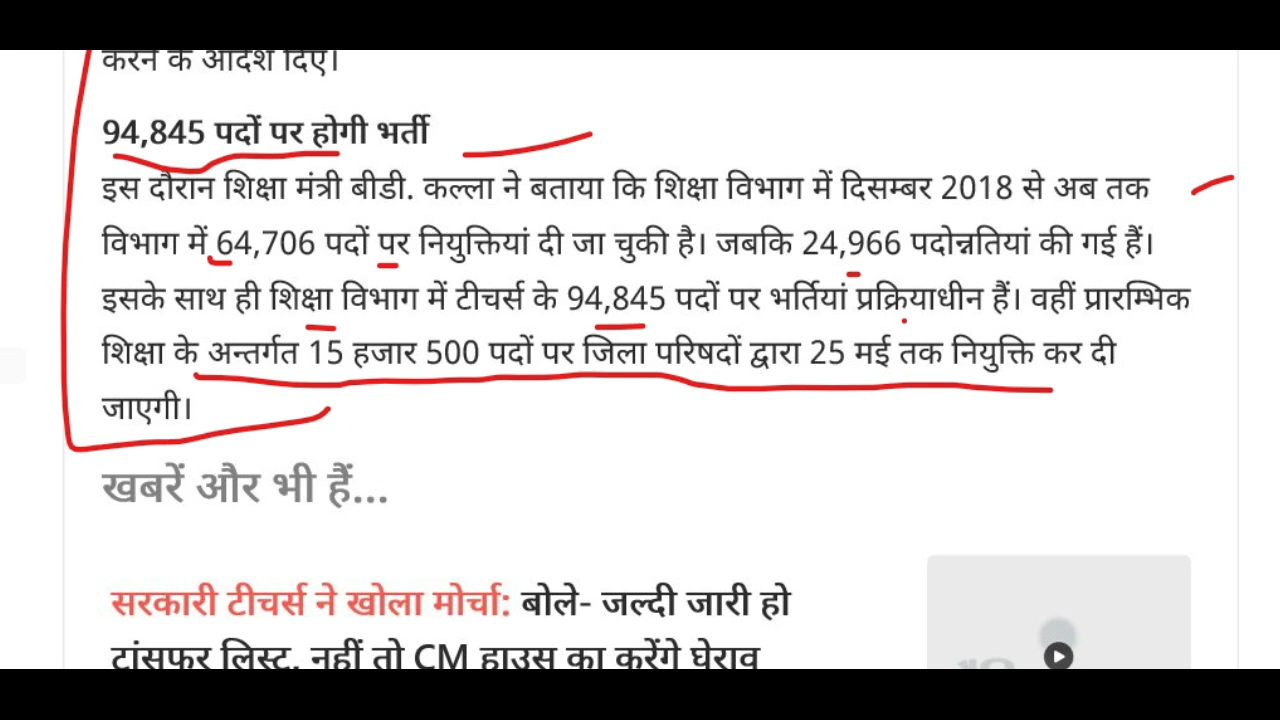 करने के आदेश दिए।
94,845 पदों पर होगी भर्ती
इस दौरान शिक्षा मंत्री बीडी. कल्ला ने बताया कि शिक्षा विभाग में दिसम्बर 2018 से अब तक
विभाग में 64,706 पदों पर नियुक्तियां दी जा चुकी है। जबकि 24,966 पदोन्नतियां की गई हैं।
इसके साथ ही शिक्षा विभाग में टीचर्स के 94,845 पदों पर भर्तियां प्रक्रियाधीन हैं। वहीं प्रारम्भिक
शिक्षा के अन्तर्गत 15 हजार 500 पदों पर जिला परिषदों द्वारा 25 मई तक नियुक्ति कर दी
जाएगी।
खबरें और भी हैं...
सरकारी टीचर्स ने खोला मोर्चा: बोले- जल्दी जारी हो
ट्रांसफर लिस्ट, नहीं तो CM हाउस का करेंगे घेराव